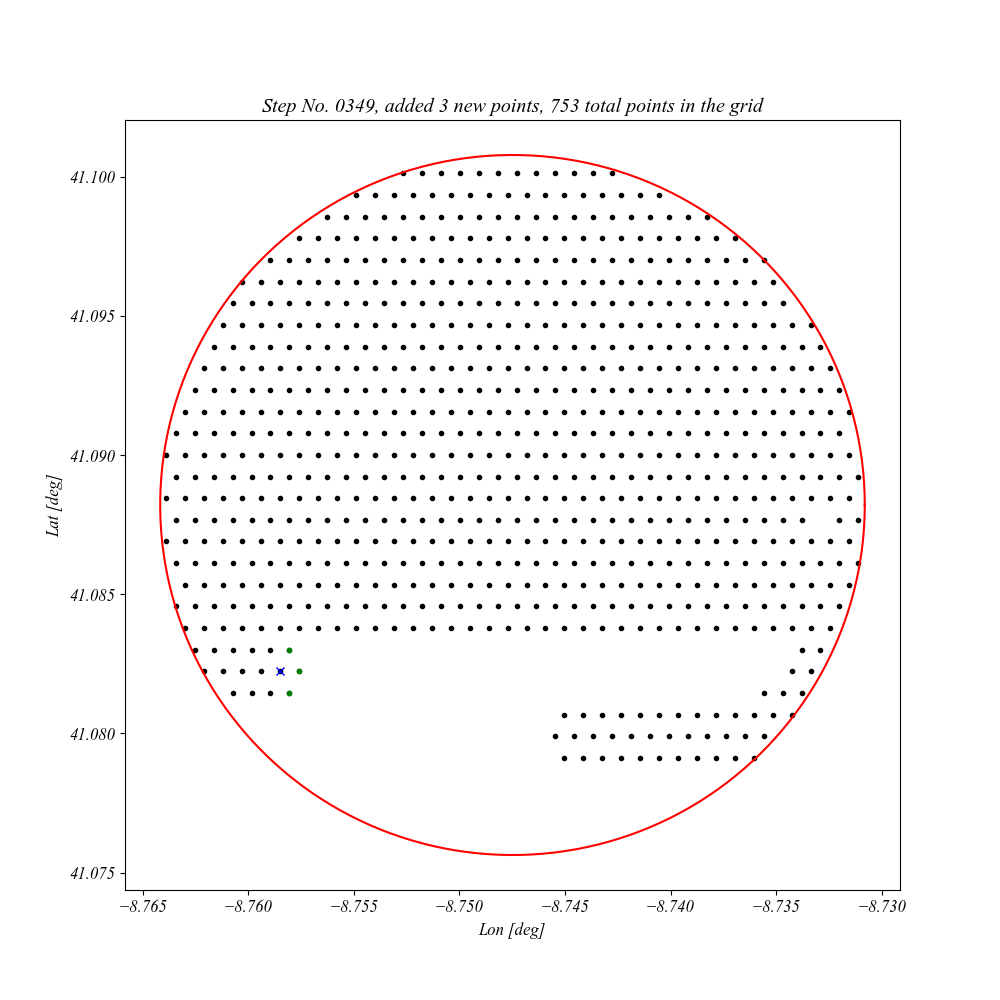 Step No. 0349, added 3 new points, 753 total points in the grid
41.100
41.095
41.090
41.085
41.080
41.075
Lat [deg]
−8.765 −8.760 −8.755 −8.750 −8.745 −8.740 −8.735 −8.730
Lon [deg]